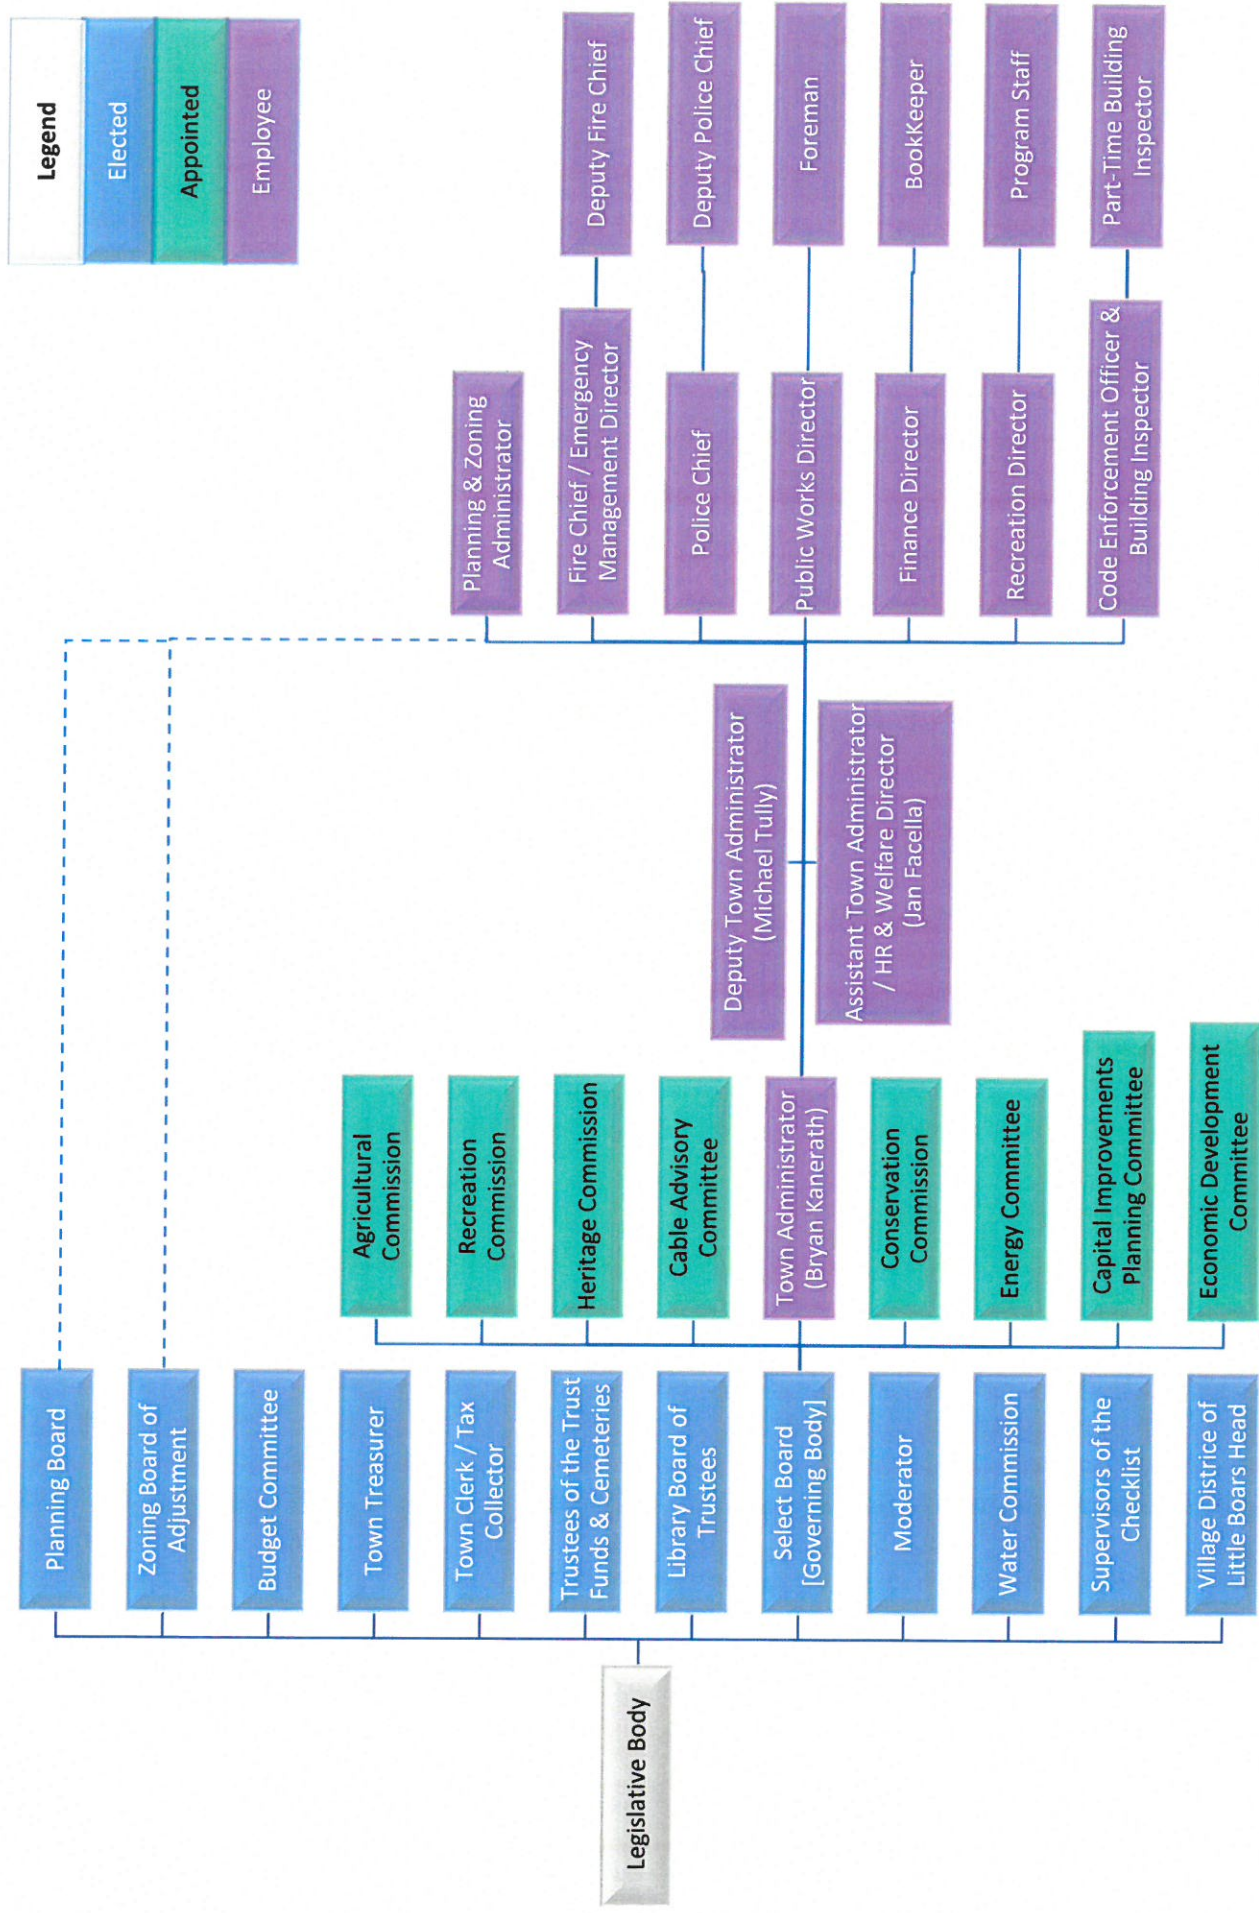 Legend
Elected
Appointed
Employee
Legislative Body
Planning Board
Zoning Board of
Adjustment
Budget Committee
Town Treasurer
Town Clerk / Tax
Collector
Trustees of the Trust
Funds & Cemeteries
Library Board of
Trustees
Select Board
[Governing Body]
Moderator
Water Commission
Supervisors of the
Checklist
Village District of
Little Boars Head
Agricultural
Commission
Recreation
Commission
Heritage Commission
Cable Advisory
Committee
Town Administrator
(Bryan Kanerath)
Conservation
Commission
Energy Committee
Capital Improvements
Planning Committee
Economic Development
Committee
Deputy Town Administrator
(Michael Tully)
Assistant Town Administrator
/ HR & Welfare Director
(Jan Facella)
Planning & Zoning
Administrator
Fire Chief / Emergency
Management Director
Police Chief
Public Works Director
Finance Director
Recreation Director
Code Enforcement Officer &
Building Inspector
Deputy Fire Chief
Deputy Police Chief
Foreman
BookKeeper
Program Staff
Part-Time Building
Inspector